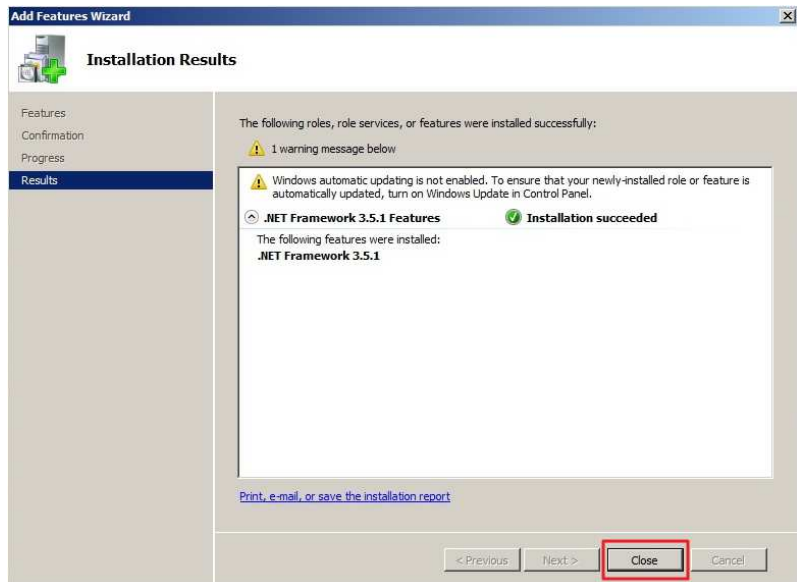 Add Features Wizard
Installation Results
Features
Confirmation
Progress
Results
The following roles, role services, or features were installed successfully:
1 warning message below
Windows automatic updating is not enabled. To ensure that your newly-installed role or feature is
automatically updated, turn on Windows Update in Control Panel.
.NET Framework 3.5.1 Features Installation succeeded
The following features were installed:
.NET Framework 3.5.1
Print, e-mail, or save the installation report
< Previous Next > Close Cancel